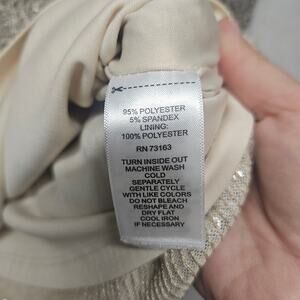 95% POLYESTER
5% SPANDEX
LINING:
100% POLYESTER
RN 73163
TURN INSIDE OUT
MACHINE WASH
COLD
SEPARATELY
GENTLE CYCLE
WITH LIKE COLORS
DO NOT BLEACH
RESHAPE AND
DRY FLAT
COOL IRON
IF NECESSARY